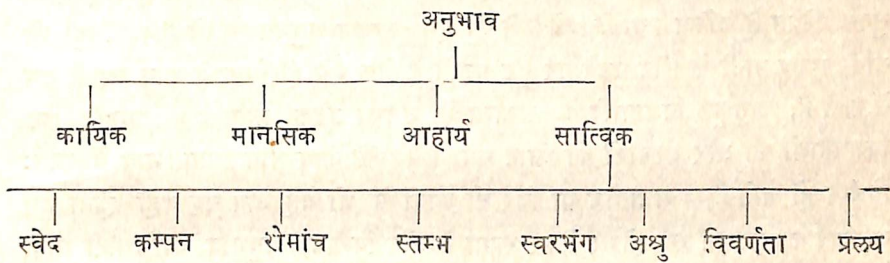 अनुभाव
कायिक मानसिक आहार्य सात्विक
स्वेद कम्पन रोमांच स्तम्भ स्वरभंग अश्रु विवर्णता प्रलय